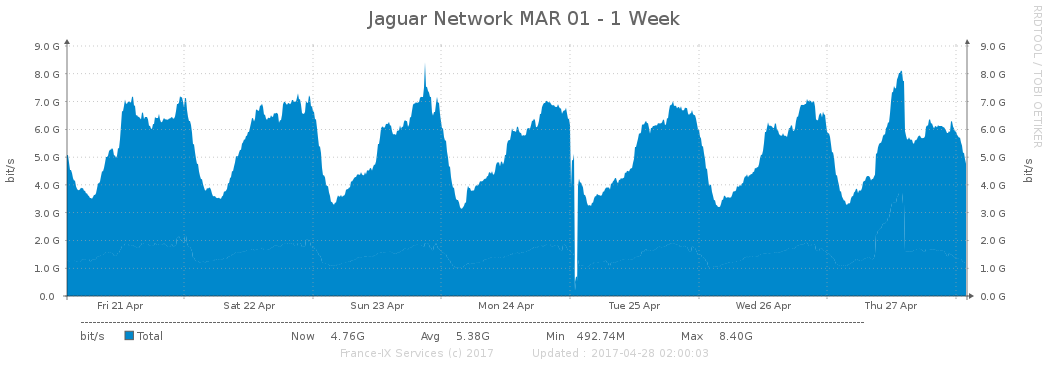 Jaguar Network MAR 01 - 1 Week
RRDTOOL / TOBI OETIKER
bit/s
9.0 G 9.0 G
8.0 G 8.0 G
7.0 G 7.0 G
6.0 G 6.0 G
5.0 G 5.0 G
4.0 G 4.0 G
3.0 G 3.0 G
2.0 G 2.0 G
1.0 G 1.0 G
0.0 0.0 G
bit/s
Fri 21 Apr Sat 22 Apr Sun 23 Apr Mon 24 Apr Tue 25 Apr Wed 26 Apr Thu 27 Apr
bit/s Total Now 4.76G Avg 5.38G Min 492.74M Max 8.40G
France-IX Services (c) 2017 Updated : 2017-04-28 02:00:03